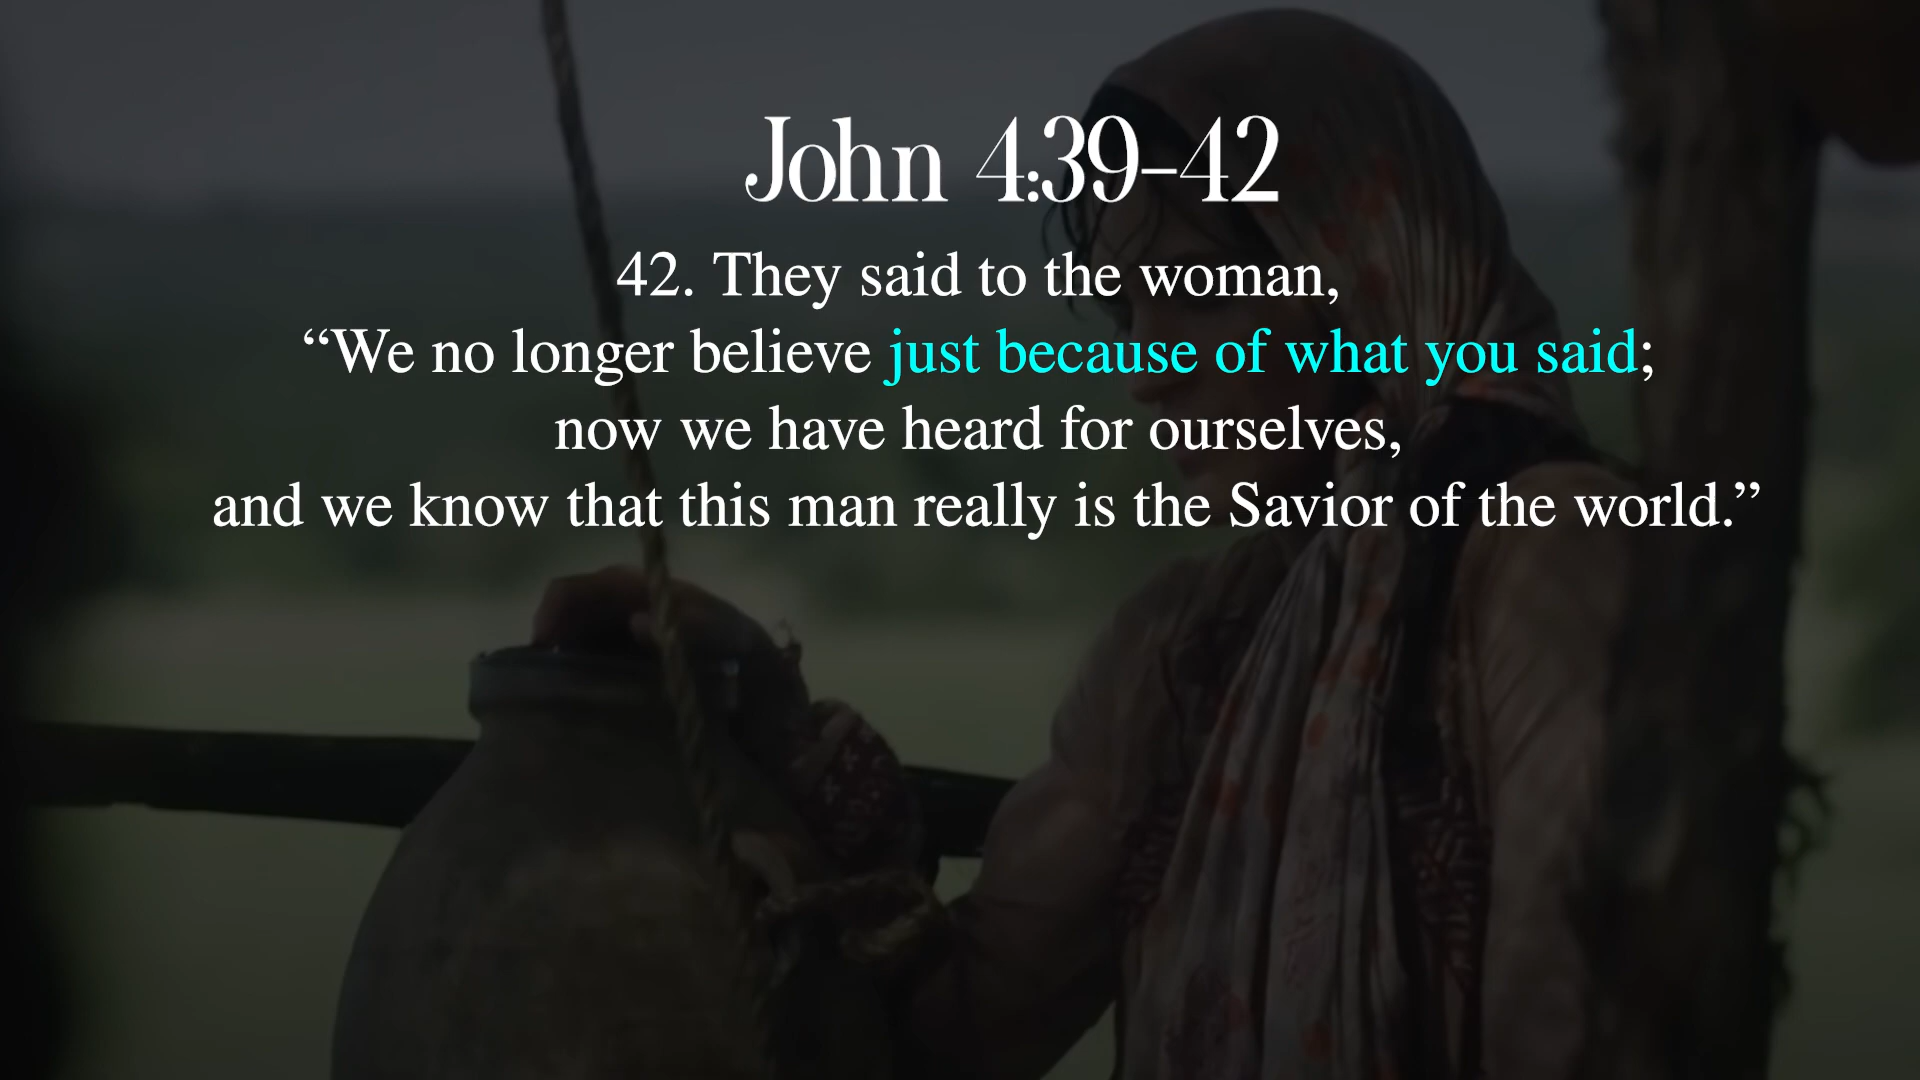 John 4:39-42
42. They said to the woman,
“We no longer believe just because of what you said;
now we have heard for ourselves,
and we know that this man really is the Savior of the world.”